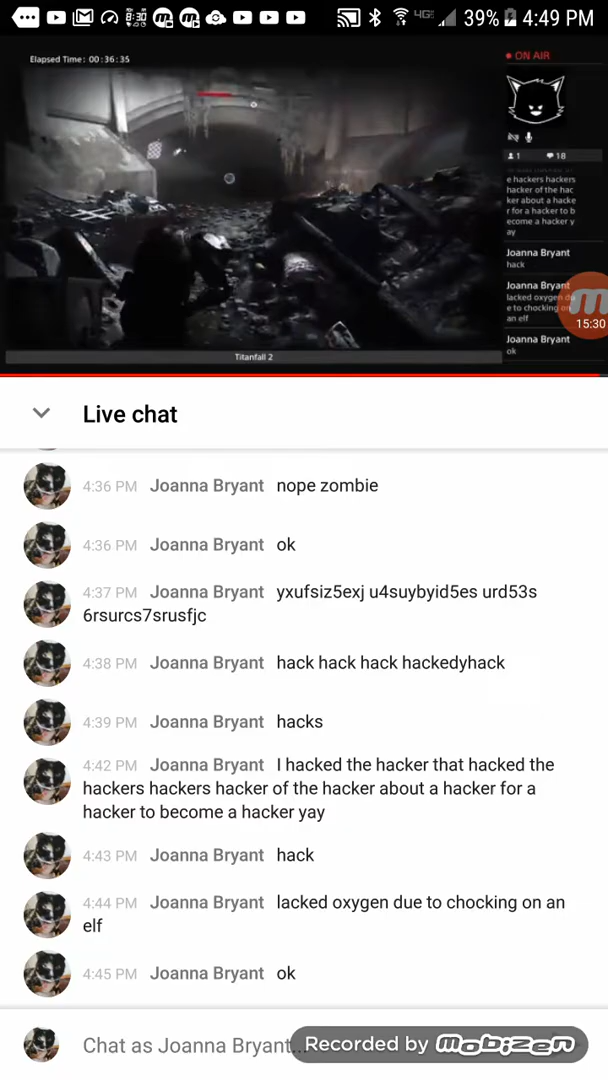 8:30 4G 39% 4:49 PM
Elapsed Time: 00:36:35
ON AIR
1 18
e hackers hackers
hacker of the hac
ker about a hacke
r for a hacker to b
ecome a hacker y
ay
Joanna Bryant
hack
Joanna Bryant
lacked oxygen du
e to chocking on
an elf
Joanna Bryant
ok
15:30
Titanfall 2
Live chat
4:36 PM Joanna Bryant nope zombie
4:36 PM Joanna Bryant ok
4:37 PM Joanna Bryant yxufsiz5exj u4suybyid5es urd53s
6rsurcs7srusfjc
4:38 PM Joanna Bryant hack hack hack hackedyhack
4:39 PM Joanna Bryant hacks
4:42 PM Joanna Bryant I hacked the hacker that hacked the
hackers hackers hacker of the hacker about a hacker for a
hacker to become a hacker yay
4:43 PM Joanna Bryant hack
4:44 PM Joanna Bryant lacked oxygen due to chocking on an
elf
4:45 PM Joanna Bryant ok
Chat as Joanna Bryant... Recorded by mobizen